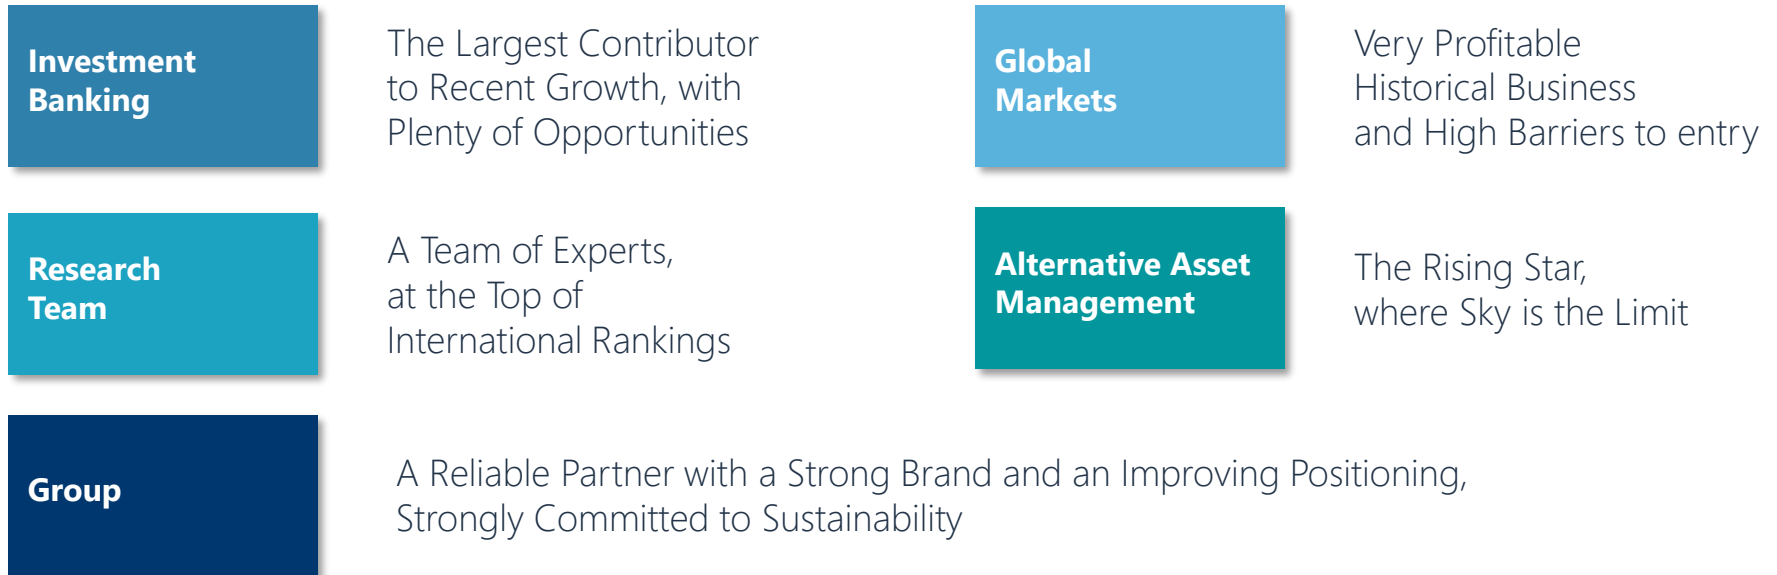 Investment
Banking
The Largest Contributor
to Recent Growth, with
Plenty of Opportunities
Global
Markets
Very Profitable
Historical Business
and High Barriers to entry
Research
Team
A Team of Experts,
at the Top of
International Rankings
Alternative Asset
Management
The Rising Star,
where Sky is the Limit
Group
A Reliable Partner with a Strong Brand and an Improving Positioning,
Strongly Committed to Sustainability